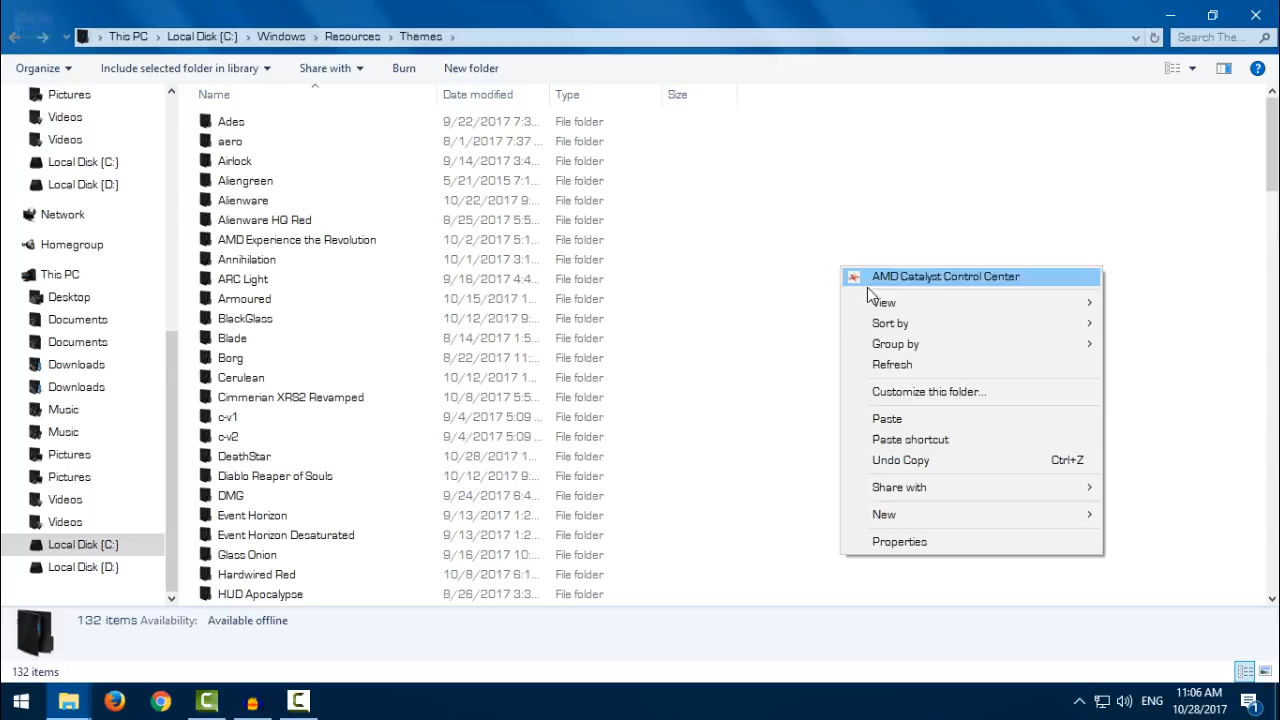 This PC > Local Disk (C:) > Windows > Resources > Themes >
Search The...
Organize Include selected folder in library Share with Burn New folder
Pictures
Videos
Videos
Local Disk (C:)
Local Disk (D:)
Network
Homegroup
This PC
Desktop
Documents
Documents
Downloads
Downloads
Music
Music
Pictures
Pictures
Videos
Videos
Local Disk (C:)
Local Disk (D:)
Name Date modified Type Size
Ades 9/22/2017 7:3... File folder
aero 8/1/2017 7:37 ... File folder
Airlock 9/14/2017 3:4... File folder
Aliengreen 5/21/2015 7:1... File folder
Alienware 10/22/2017 9:... File folder
Alienware HQ Red 8/25/2017 5:5... File folder
AMD Experience the Revolution 10/2/2017 5:1... File folder
Annihilation 10/12/2017 3:... File folder
ARC Light 9/16/2017 4:4... File folder
Armoured 10/15/2017 1:... File folder
BlackGlass 10/12/2017 9:... File folder
Blade 8/14/2017 1:5... File folder
Borg 8/22/2017 11:... File folder
Cerulean 10/12/2017 1:... File folder
Cimmerian XRS2 Revamped 10/8/2017 5:5... File folder
c-v1 9/4/2017 5:09 ... File folder
c-v2 9/4/2017 5:09 ... File folder
DeathStar 10/28/2017 1:... File folder
Diablo Reaper of Souls 10/12/2017 9:... File folder
DMG 9/24/2017 6:4... File folder
Event Horizon 9/13/2017 1:2... File folder
Event Horizon Desaturated 9/13/2017 1:2... File folder
Glass Onion 9/16/2017 10:... File folder
Hardwired Red 10/8/2017 6:1... File folder
HUD Apocalypse 8/26/2017 3:3... File folder
AMD Catalyst Control Center
View
Sort by
Group by
Refresh
Customize this folder...
Paste
Paste shortcut
Undo Copy Ctrl+Z
Share with
New
Properties
132 items Availability: Available offline
132 items
ENG
11:06 AM
10/28/2017
1